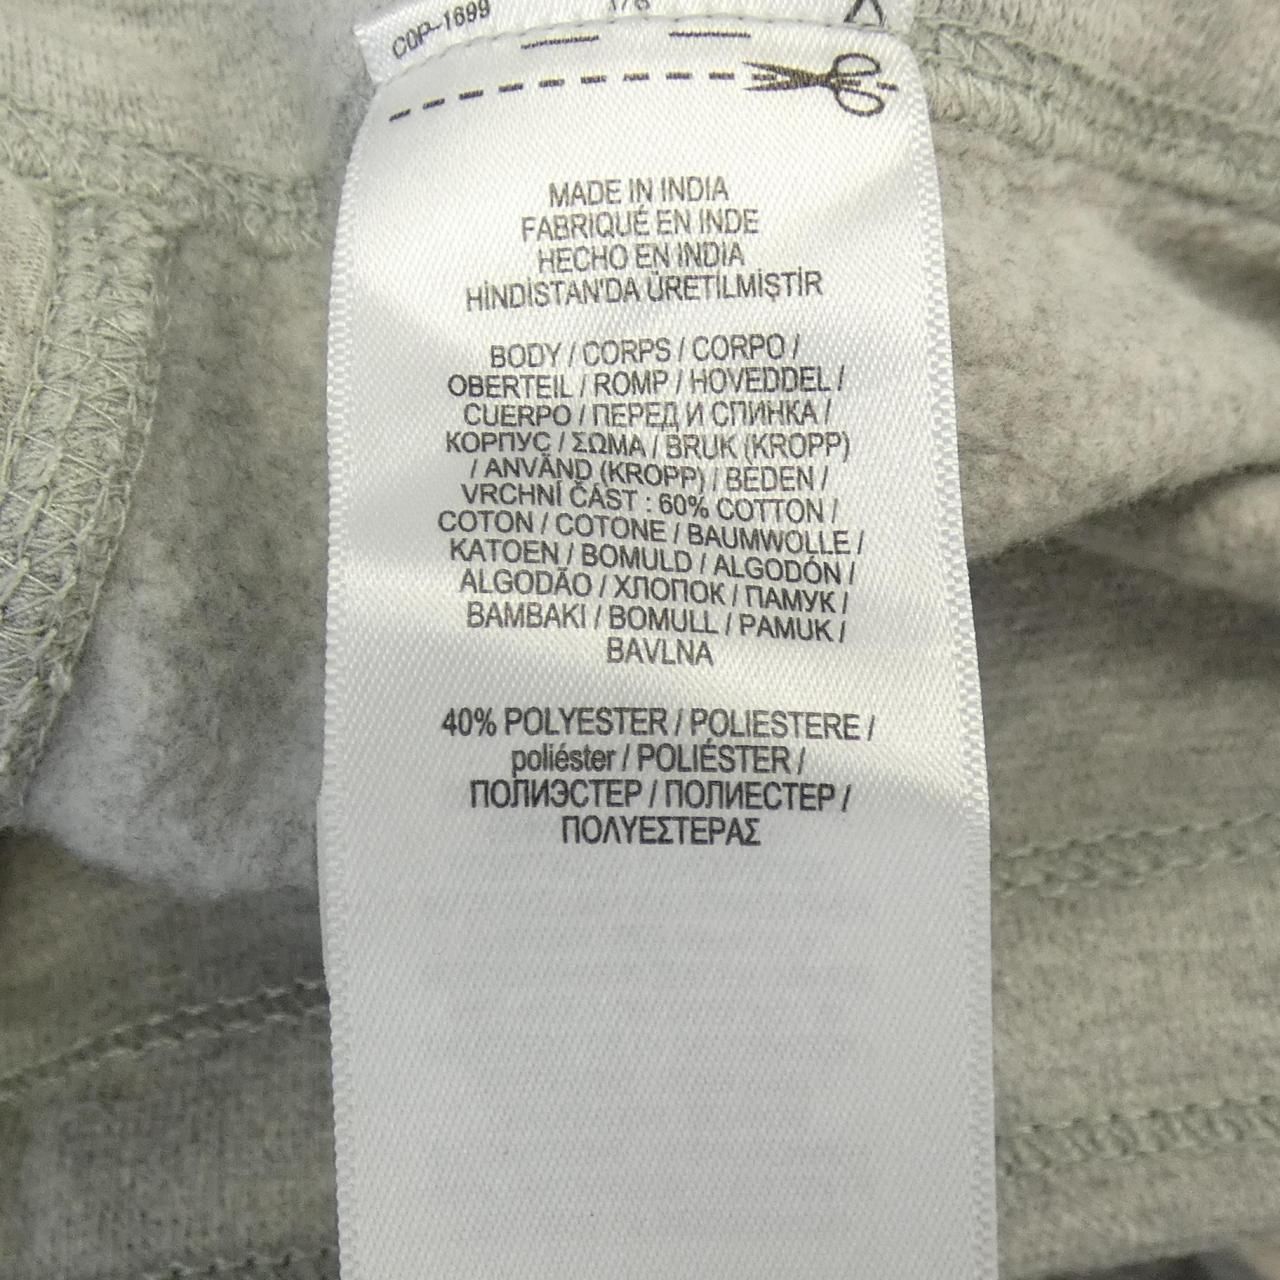 COP-1699
MADE IN INDIA
FABRIQUÉ EN INDE
HECHO EN INDIA
HİNDİSTAN'DA ÜRETİLMİŞTİR
BODY / CORPS / CORPO /
OBERTEIL / ROMP / HOVEDDEL /
CUERPO / ПЕРЕД И СПИНКА /
КОРПУС / ΣΩΜΑ / BRUK (KROPP)
/ ANVÄND (KROPP) / BEDEN /
VRCHNÍ ČÁST : 60% COTTON /
COTON / COTONE / BAUMWOLLE /
KATOEN / BOMULD / ALGODÓN /
ALGODÃO / ХЛОПОК / ПАМУК /
BAMBAKI / BOMULL / PAMUK /
BAVLNA
40% POLYESTER / POLIESTERE /
poliéster / POLIÉSTER /
ПОЛИЭСТЕР / ПОЛИЕСТЕР /
ΠΟΛΥΕΣΤΕΡΑΣ